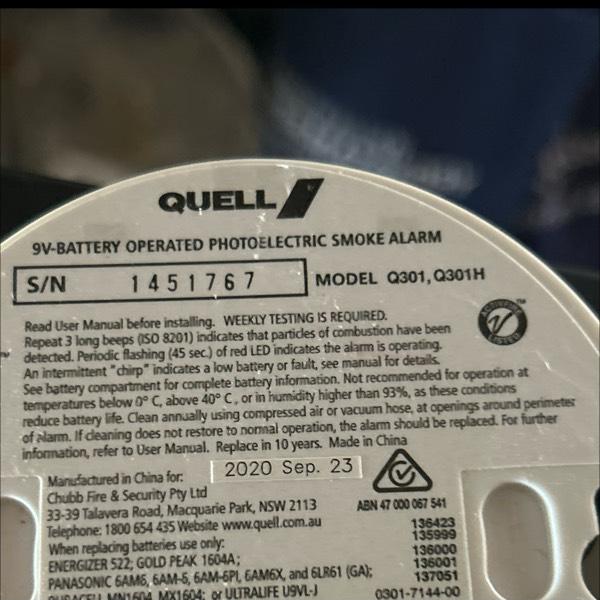 QUELL
9V-BATTERY OPERATED PHOTOELECTRIC SMOKE ALARM
S/N 1451767 MODEL Q301, Q301H
Read User Manual before installing. WEEKLY TESTING IS REQUIRED.
Repeat 3 long beeps (ISO 8201) indicates that particles of combustion have been
detected. Periodic flashing (45 sec.) of red LED indicates the alarm is operating.
An intermittent "chirp" indicates a low battery or fault, see manual for details.
See battery compartment for complete battery information. Not recommended for operation at
temperatures below 0° C, above 40° C, or in humidity higher than 93%, as these conditions
reduce battery life. Clean annually using compressed air or vacuum hose, at openings around perimeter
of alarm. If cleaning does not restore to normal operation, the alarm should be replaced. For further
information, refer to User Manual. Replace in 10 years. Made in China
2020 Sep. 23
Manufactured in China for:
Chubb Fire & Security Pty Ltd
33-39 Talavera Road, Macquarie Park, NSW 2113
Telephone: 1800 654 435 Website www.quell.com.au
When replacing batteries use only:
ENERGIZER 522; GOLD PEAK 1604A;
PANASONIC 6AM6, 6AM-6, 6AM-6PI, 6AM6X, and 6LR61 (GA);
DURACELL MN1604, MX1604; or ULTRALIFE U9VL-J
ABN 47 000 067 541
136423
135999
136000
136001
137051
0301-7144-00